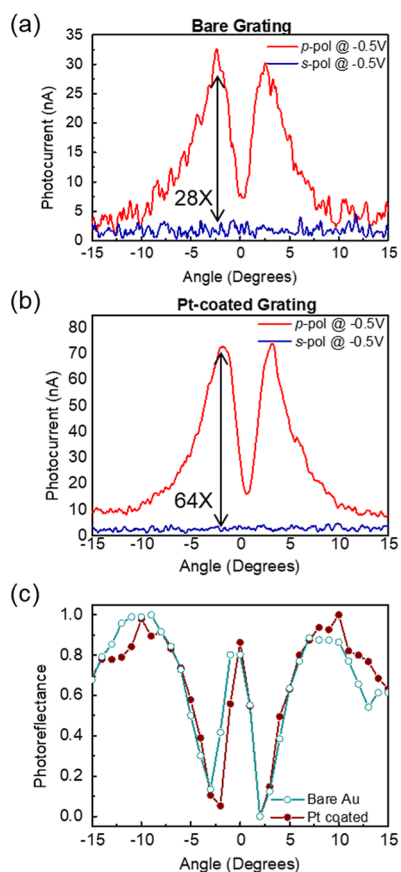 (a)
Bare Grating
p-pol @ -0.5V
s-pol @ -0.5V
35
30
25
20
15
10
5
0
28X
-15 -10 -5 0 5 10 15
Photocurrent (nA)
Angle (Degrees)
(b)
Pt-coated Grating
p-pol @ -0.5V
s-pol @ -0.5V
80
70
60
50
40
30
20
10
0
64X
-15 -10 -5 0 5 10 15
Photocurrent (nA)
Angle (Degrees)
(c)
1.0
0.8
0.6
0.4
0.2
0.0
Bare Au
Pt coated
-15 -10 -5 0 5 10 15
Photoreflectance
Angle (Degrees)